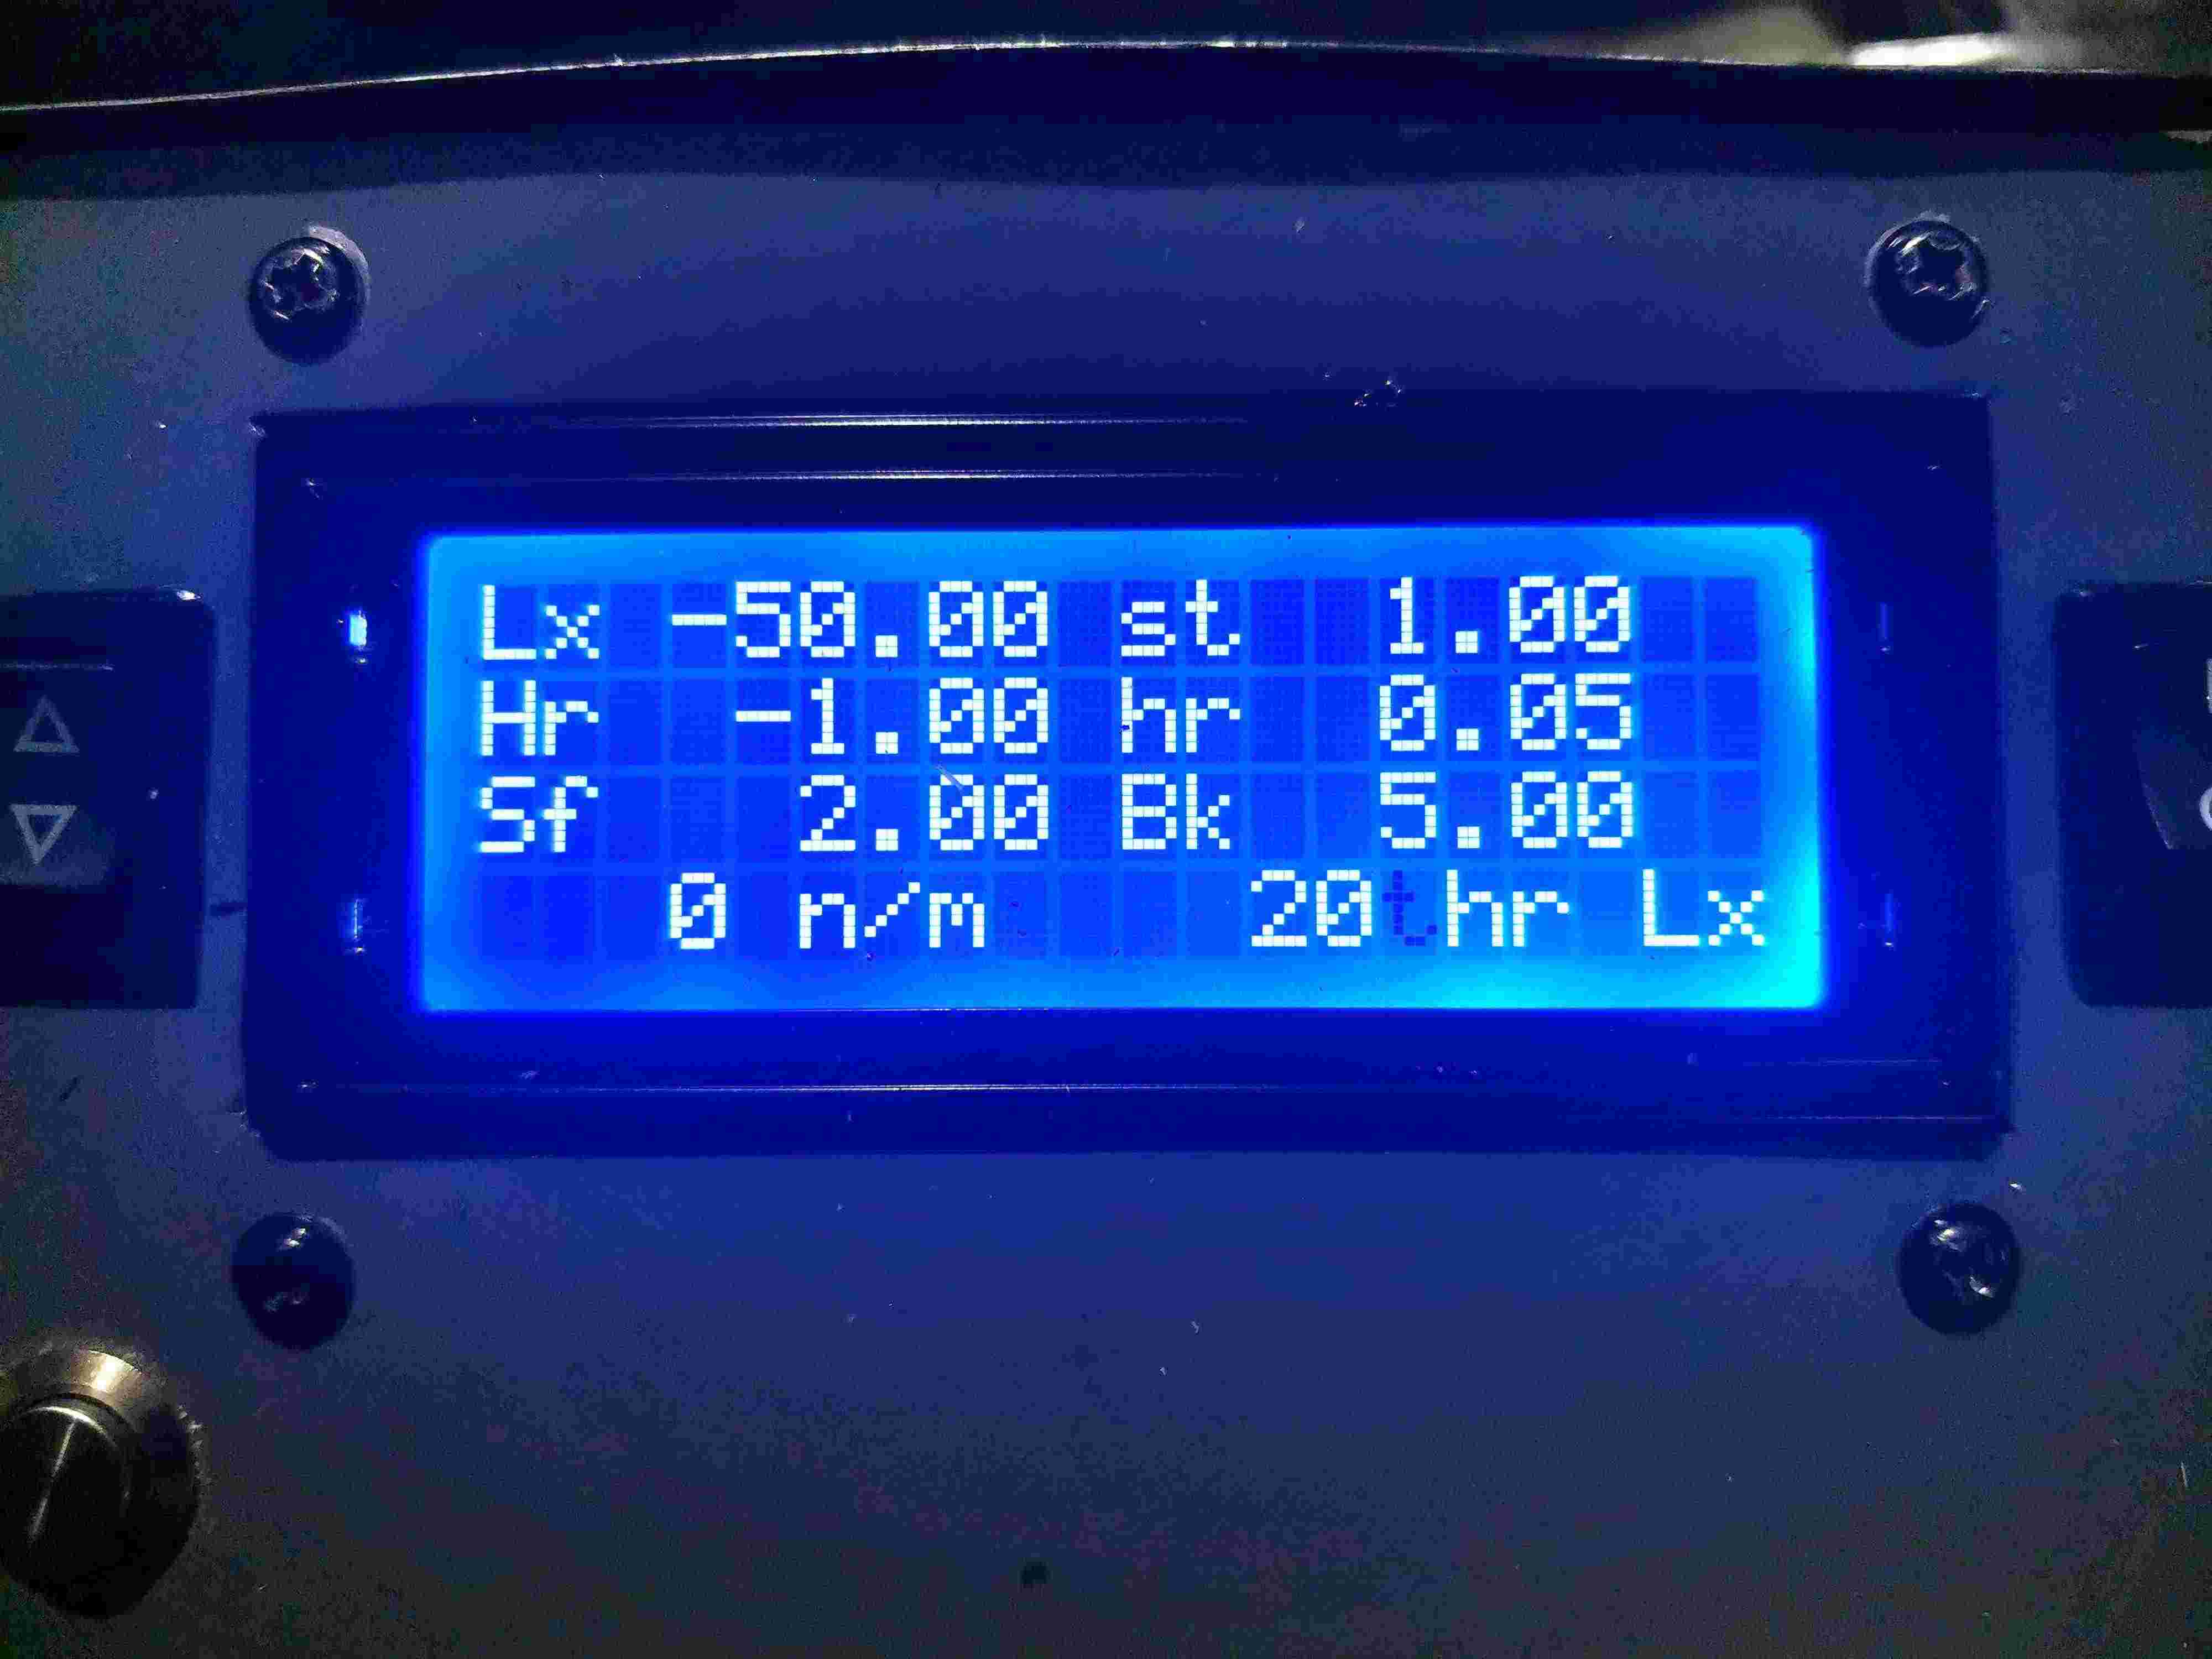 Lx -50.00 st 1.00
Hr -1.00 hr 0.05
Sf 2.00 Bk 5.00
0 n/m 20thr Lx